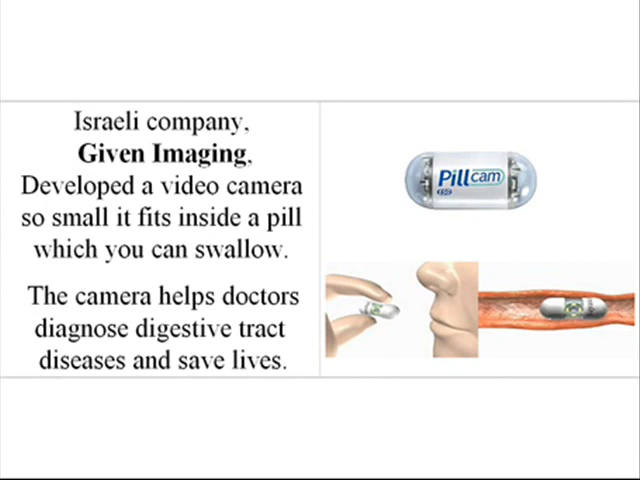 Israeli company,
Given Imaging,
Developed a video camera
so small it fits inside a pill
which you can swallow.
The camera helps doctors
diagnose digestive tract
diseases and save lives.
Pillcam